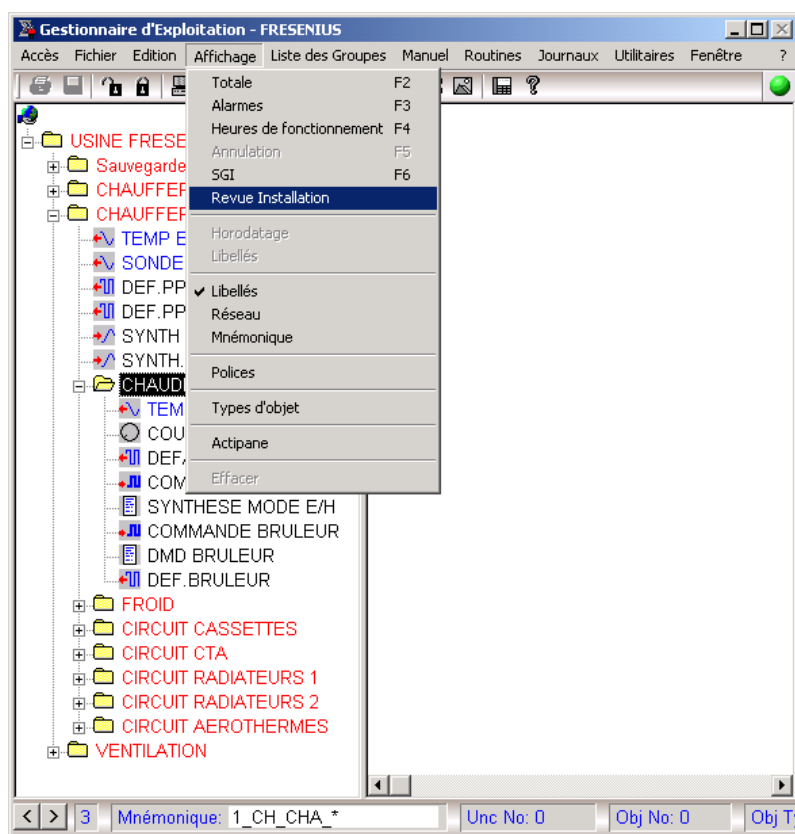 Gestionnaire d'Exploitation - FRESENIUS
Accès Fichier Edition Affichage Liste des Groupes Manuel Routines Journaux Utilitaires Fenêtre ?
Totale F2
Alarmes F3
Heures de fonctionnement F4
Annulation F5
SGI F6
Revue Installation
Horodatage
Libellés
Libellés
Réseau
Mnémonique
Polices
Types d'objet
Actipane
Effacer
USINE FRESE
Sauvegarde
CHAUFFER
CHAUFFER
TEMP E
SONDE
DEF.PP
DEF.PP
SYNTH
SYNTH.
CHAUDI
TEM
COU
DEF
COM
SYNTHESE MODE E/H
COMMANDE BRULEUR
DMD BRULEUR
DEF.BRULEUR
FROID
CIRCUIT CASSETTES
CIRCUIT CTA
CIRCUIT RADIATEURS 1
CIRCUIT RADIATEURS 2
CIRCUIT AEROTHERMES
VENTILATION
< > 3 Mnémonique: 1_CH_CHA_* Unc No: 0 Obj No: 0 Obj T